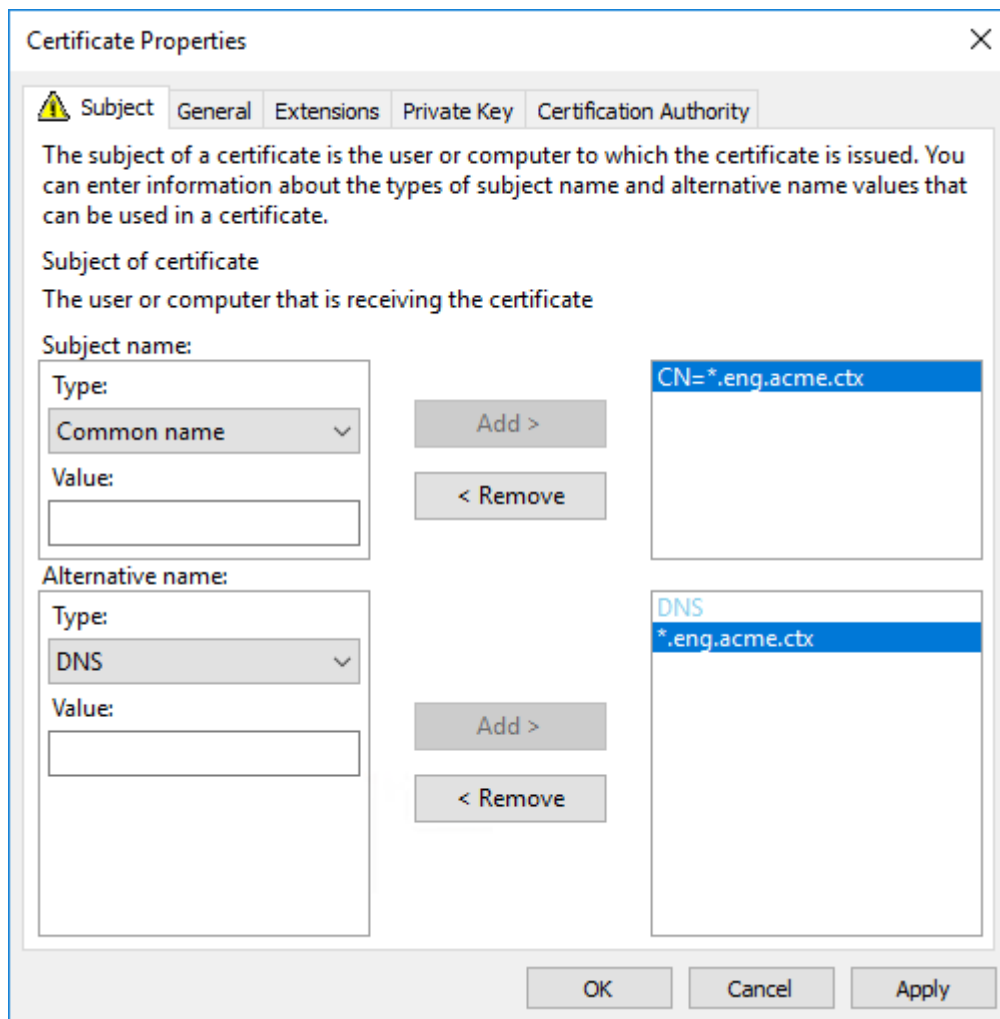 Certificate Properties
Subject General Extensions Private Key Certification Authority
The subject of a certificate is the user or computer to which the certificate is issued. You
can enter information about the types of subject name and alternative name values that
can be used in a certificate.
Subject of certificate
The user or computer that is receiving the certificate
Subject name:
Type:
Common name
Value:
Add >
< Remove
CN=*.eng.acme.ctx
Alternative name:
Type:
DNS
Value:
Add >
< Remove
DNS
*.eng.acme.ctx
OK Cancel Apply